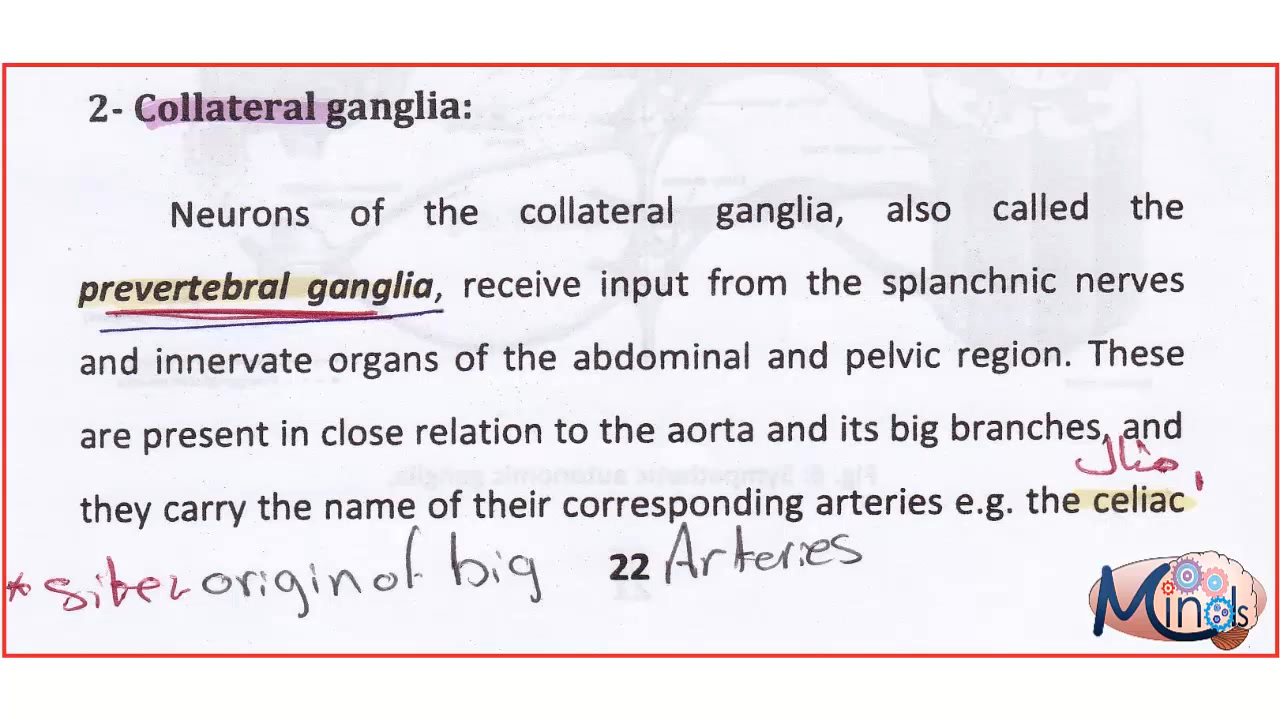 2- Collateral ganglia:
Neurons of the collateral ganglia, also called the
prevertebral ganglia, receive input from the splanchnic nerves
and innervate organs of the abdominal and pelvic region. These
are present in close relation to the aorta and its big branches, and
مثال
they carry the name of their corresponding arteries e.g. the celiac
* origin of big 22 Arteries
Minds